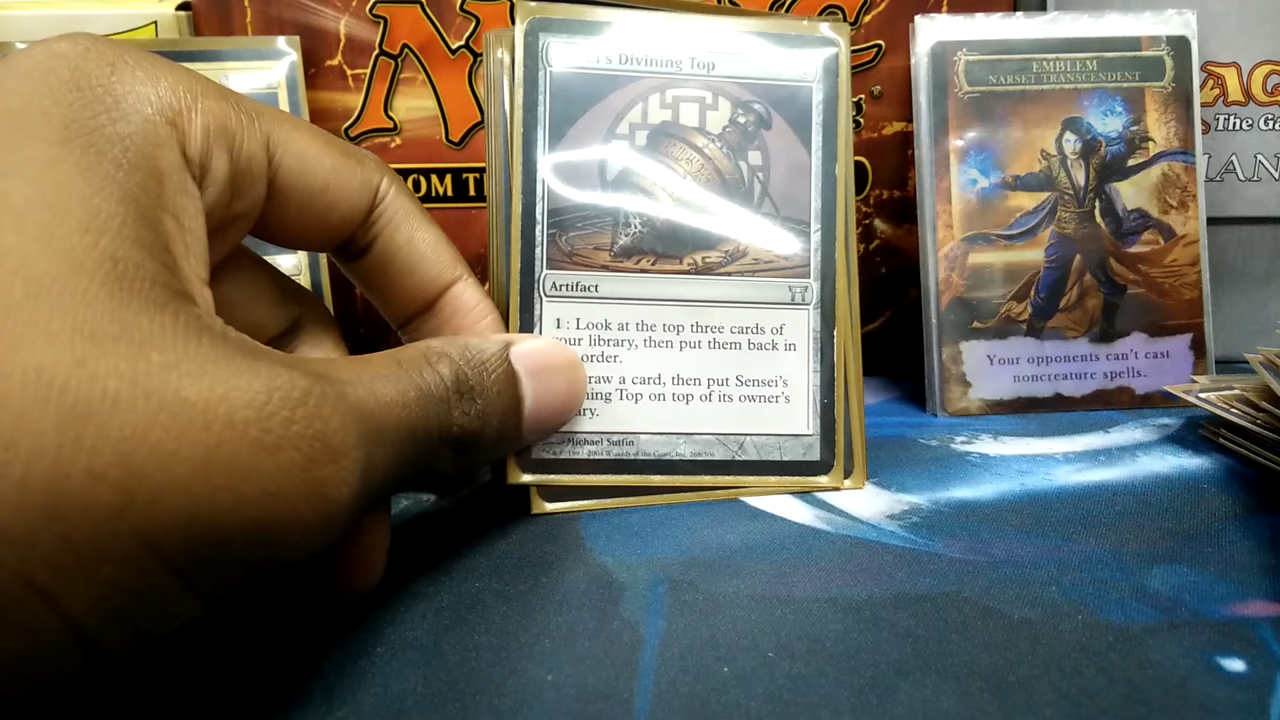 i's Divining Top
Artifact
1: Look at the top three cards of
your library, then put them back in
order.
raw a card, then put Sensei's
ning Top on top of its owner's
ary.
Michael Sutfin
EMBLEM
NARSET TRANSCENDENT
Your opponents can't cast
noncreature spells.
OM T
The Ga